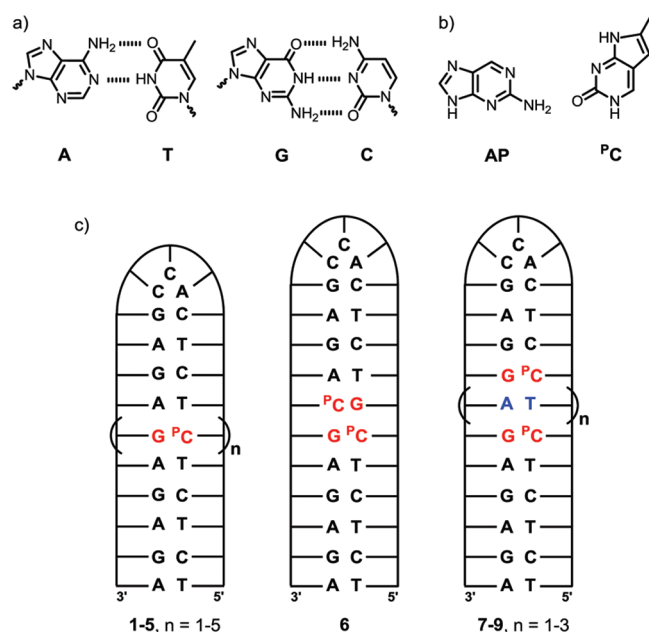 a)
N N N N NH₂
O HN N O
A T
N N O NH N NH₂
H₂N N O N
G C
b)
N N H N N NH₂
AP
HN N O N H
ᴾC
c)
C
C A
G C
A T
G C
A T
G ᴾC
n
A T
G C
A T
G C
A T
3' 5'
1-5, n = 1-5
C
C A
G C
A T
G C
A T
ᴾC G
G ᴾC
A T
G C
A T
G C
A T
3' 5'
6
C
C A
G C
A T
G C
G ᴾC
A T
n
G ᴾC
A T
G C
A T
G C
A T
3' 5'
7-9, n = 1-3